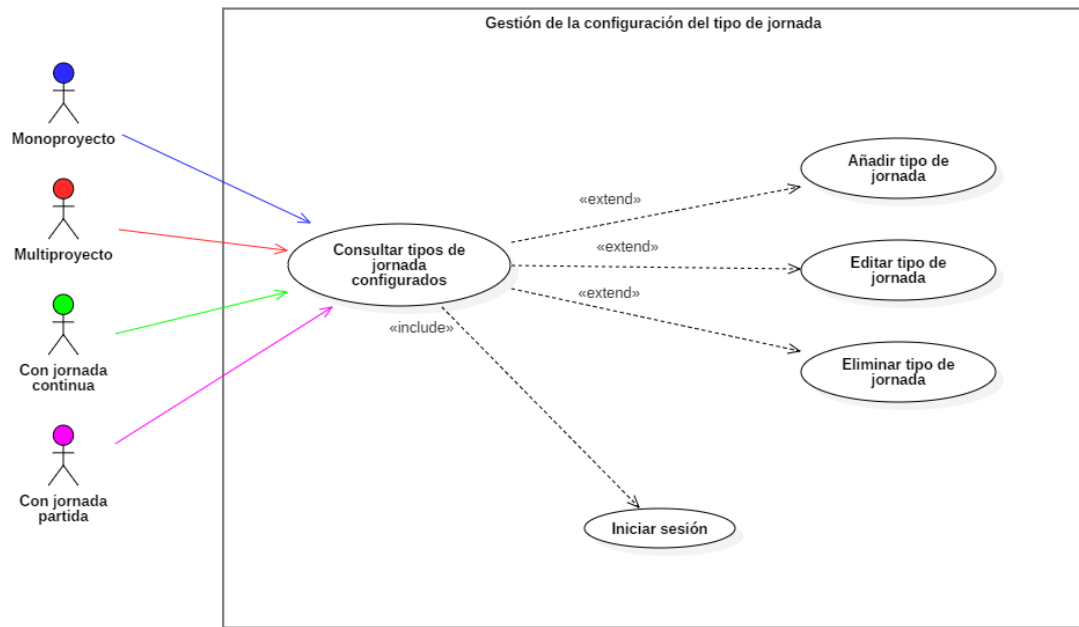 Gestión de la configuración del tipo de jornada
Monoproyecto
Multiproyecto
Con jornada
continua
Con jornada
partida
Consultar tipos de
jornada
configurados
«extend»
«extend»
«extend»
«include»
Añadir tipo de
jornada
Editar tipo de
jornada
Eliminar tipo de
jornada
Iniciar sesión